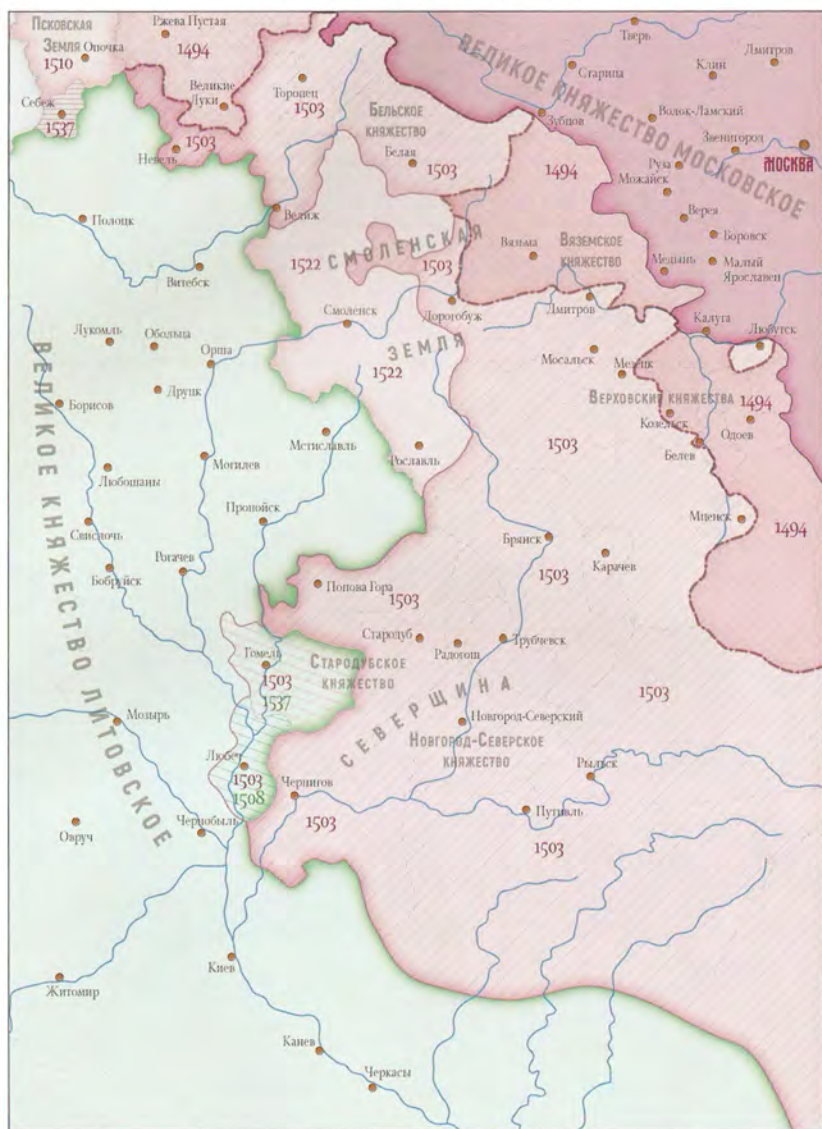 Псковская
Земля
Опочка
1510
Себеж
1537
Ржева Пустая
1494
Великие
Луки
1503
Невель
Торопец
1503
Бельское
княжество
Белая
1503
Великое княжество Московское
Тверь
Старица
Клин
Дмитров
Зубцов
Волок-Ламский
Звенигород
Москва
Руза
Можайск
Верея
Боровск
Медынь
Малый
Ярославец
1494
Вяземское
княжество
Вязьма
Полоцк
Велиж
Витебск
Смоленская
Земля
1522
1503
Смоленск
Дорогобуж
Дмитров
Калуга
Любутск
Лукомль
Обольца
Орша
1522
Мосальск
Мезецк
Верховские княжества
Козельск
1494
Одоев
Белев
Великое княжество Литовское
Борисов
Друцк
Мстиславль
Рославль
1503
Любошаны
Могилев
Свислочь
Пропойск
Брянск
1503
Мценск
1494
Бобруйск
Рогачев
Карачев
Попова Гора
1503
Стародуб
Радогощ
Трубчевск
Гомель
1503
1537
Стародубское
княжество
Северщина
1503
Мозырь
Новгород-Северский
Новгород-Северское
княжество
Любеч
1503
1508
Чернигов
1503
Рыльск
Путивль
1503
Овруч
Чернобыль
Киев
Житомир
Канев
Черкасы